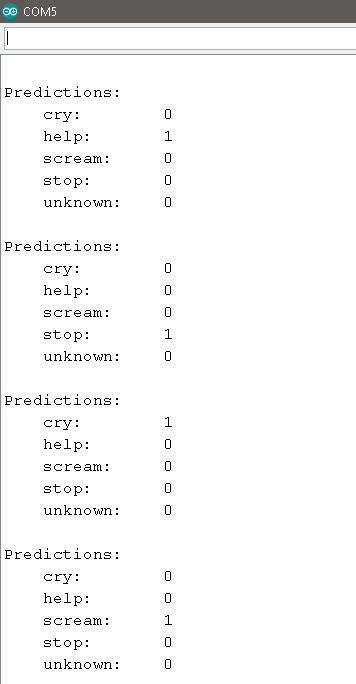 COM5
Predictions:
cry: 0
help: 1
scream: 0
stop: 0
unknown: 0
Predictions:
cry: 0
help: 0
scream: 0
stop: 1
unknown: 0
Predictions:
cry: 1
help: 0
scream: 0
stop: 0
unknown: 0
Predictions:
cry: 0
help: 0
scream: 1
stop: 0
unknown: 0